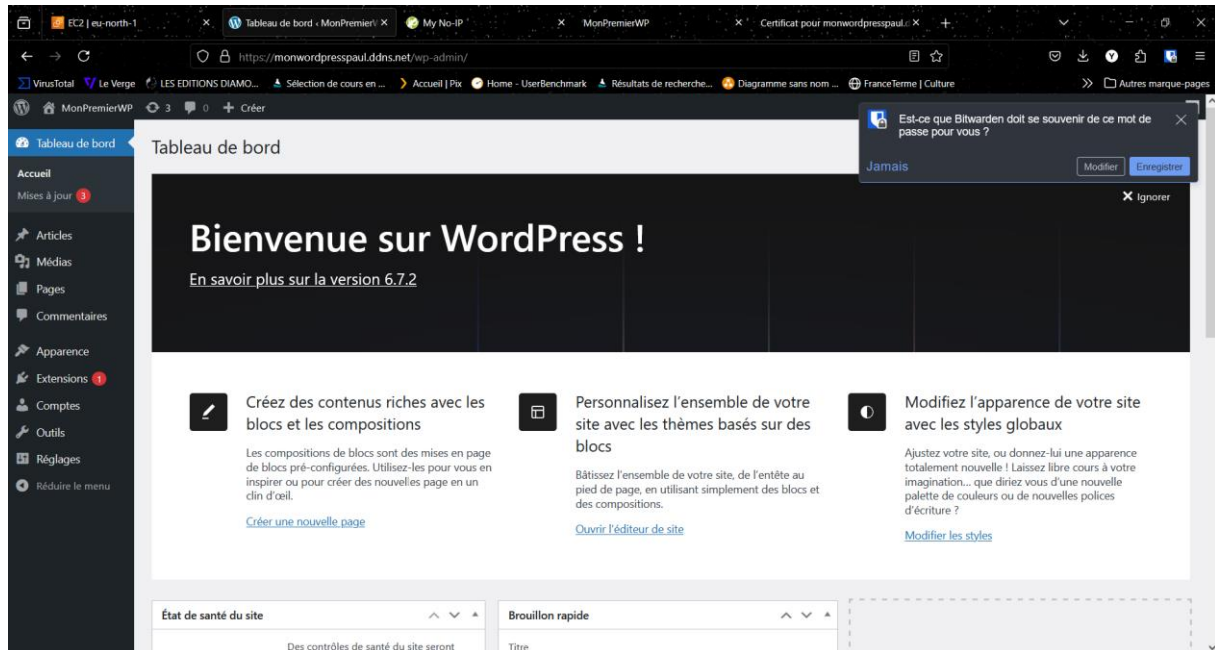 EC2 | eu-north-1
Tableau de bord ‹ MonPremierW
My No-IP
MonPremierWP
Certificat pour monwordpresspaul.d
https://monwordpresspaul.ddns.net/wp-admin/
VirusTotal
Le Verge
LES EDITIONS DIAMO...
Sélection de cours en ...
Accueil | Pix
Home - UserBenchmark
Résultats de recherche...
Diagramme sans nom ...
FranceTerme | Culture
Autres marque-pages
MonPremierWP
3
0
Créer
Est-ce que Bitwarden doit se souvenir de ce mot de
passe pour vous ?
Jamais
Modifier
Enregistrer
Tableau de bord
Accueil
Mises à jour 3
Articles
Médias
Pages
Commentaires
Apparence
Extensions 1
Comptes
Outils
Réglages
Réduire le menu
Tableau de bord
Ignorer
Bienvenue sur WordPress !
En savoir plus sur la version 6.7.2
Créez des contenus riches avec les
blocs et les compositions
Les compositions de blocs sont des mises en page
de blocs pré-configurées. Utilisez-les pour vous en
inspirer ou pour créer des nouvelles page en un
clin d'œil.
Créer une nouvelle page
Personnalisez l'ensemble de votre
site avec les thèmes basés sur des
blocs
Bâtissez l'ensemble de votre site, de l'entête au
pied de page, en utilisant simplement des blocs et
des compositions.
Ouvrir l'éditeur de site
Modifiez l'apparence de votre site
avec les styles globaux
Ajustez votre site, ou donnez-lui une apparence
totalement nouvelle ! Laissez libre cours à votre
imagination... que diriez vous d'une nouvelle
palette de couleurs ou de nouvelles polices
d'écriture ?
Modifier les styles
État de santé du site
Des contrôles de santé du site seront
Brouillon rapide
Titre